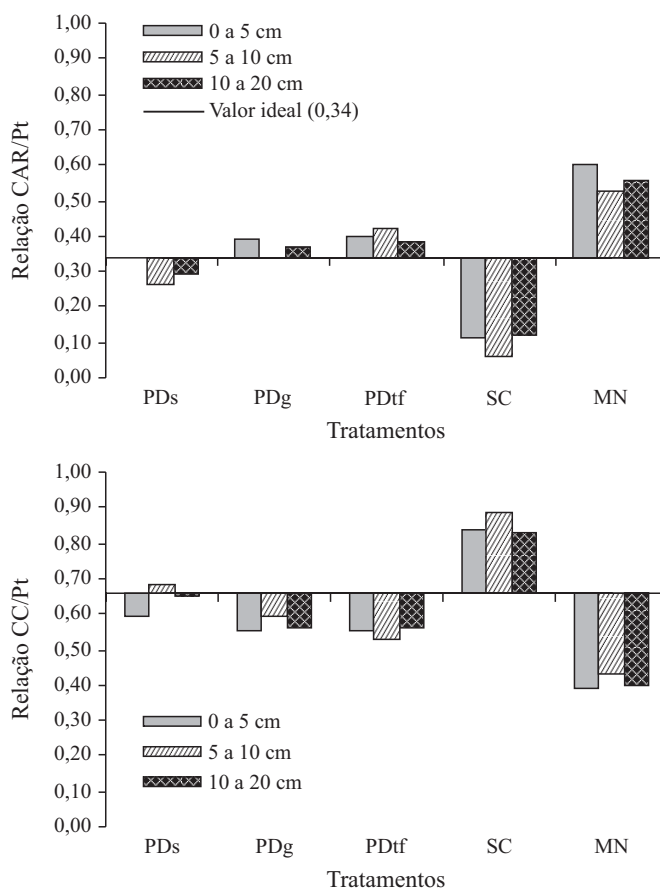 1,00
0,90
0,80
0,70
0,60
0,50
0,40
0,30
0,20
0,10
0,00
Relação CAR/Pt
0 a 5 cm
5 a 10 cm
10 a 20 cm
Valor ideal (0,34)
PDs PDg PDtf SC MN
Tratamentos
1,00
0,90
0,80
0,70
0,60
0,50
0,40
0,30
0,20
0,10
0,00
Relação CC/Pt
0 a 5 cm
5 a 10 cm
10 a 20 cm
PDs PDg PDtf SC MN
Tratamentos